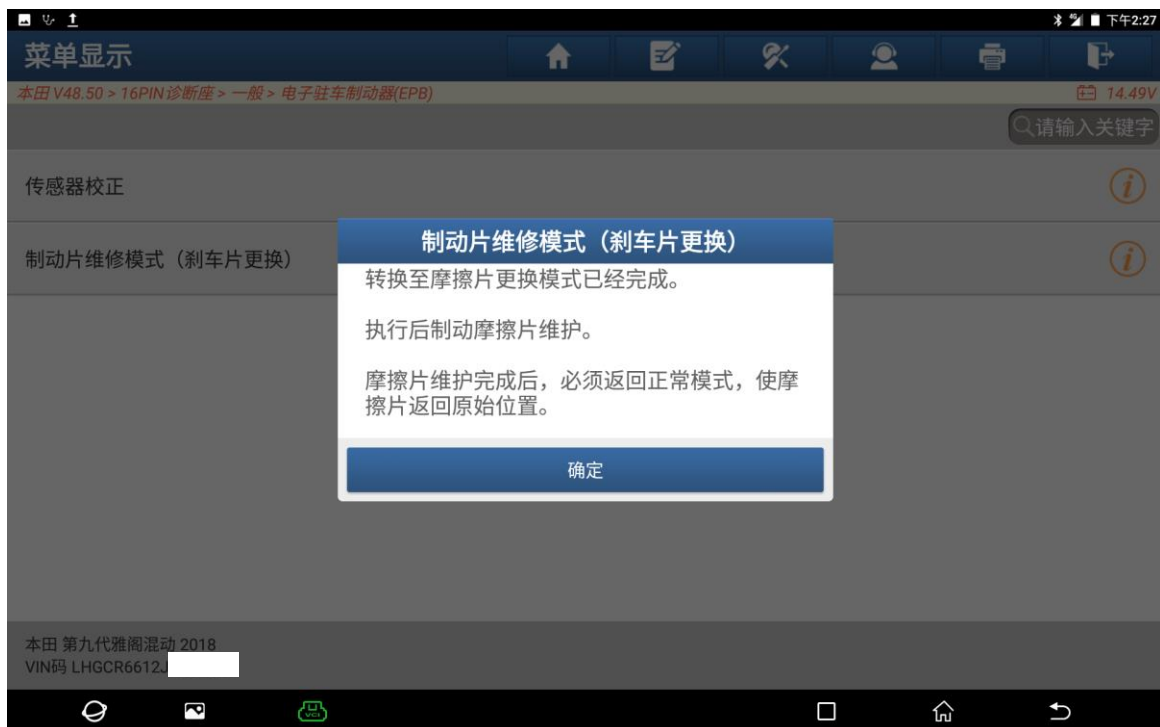 下午2:27
菜单显示
本田 V48.50 > 16PIN诊断座 > 一般 > 电子驻车制动器(EPB)
14.49V
请输入关键字
传感器校正
制动片维修模式（刹车片更换）
制动片维修模式（刹车片更换）
转换至摩擦片更换模式已经完成。
执行后制动摩擦片维护。
摩擦片维护完成后，必须返回正常模式，使摩
擦片返回原始位置。
确定
本田 第九代雅阁混动 2018
VIN码 LHGCR6612J
VCI